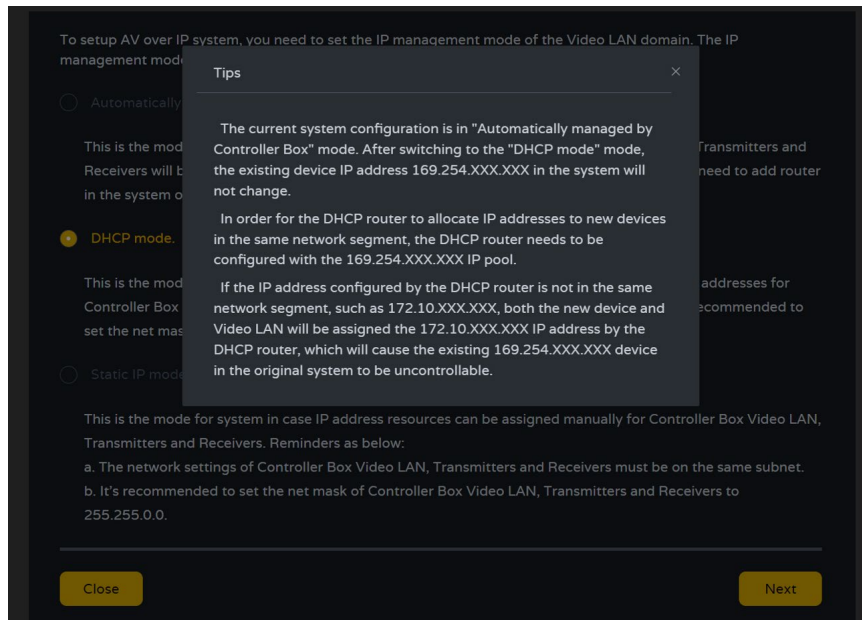 To setup AV over IP system, you need to set the IP management mode of the Video LAN domain. The IP
management mod
Tips
×
Automatically
The current system configuration is in "Automatically managed by
Controller Box" mode. After switching to the "DHCP mode" mode,
the existing device IP address 169.254.XXX.XXX in the system will
not change.
In order for the DHCP router to allocate IP addresses to new devices
in the same network segment, the DHCP router needs to be
configured with the 169.254.XXX.XXX IP pool.
If the IP address configured by the DHCP router is not in the same
network segment, such as 172.10.XXX.XXX, both the new device and
Video LAN will be assigned the 172.10.XXX.XXX IP address by the
DHCP router, which will cause the existing 169.254.XXX.XXX device
in the original system to be uncontrollable.
This is the mod Transmitters and
Receivers will b need to add router
in the system o
DHCP mode.
This is the mod addresses for
Controller Box ecommended to
set the net mas
Static IP mode
This is the mode for system in case IP address resources can be assigned manually for Controller Box Video LAN,
Transmitters and Receivers. Reminders as below:
a. The network settings of Controller Box Video LAN, Transmitters and Receivers must be on the same subnet.
b. It's recommended to set the net mask of Controller Box Video LAN, Transmitters and Receivers to
255.255.0.0.
Close
Next